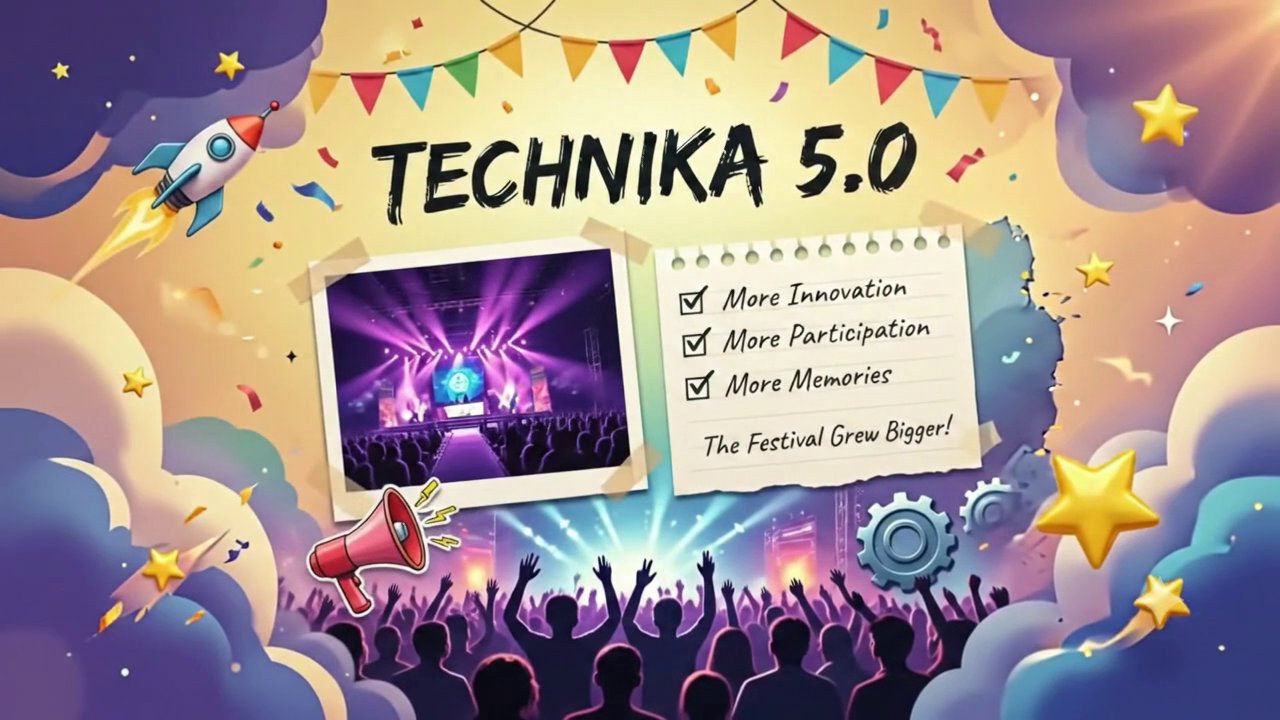 TECHNIKA 5.0
More Innovation
More Participation
More Memories
The Festival Grew Bigger!